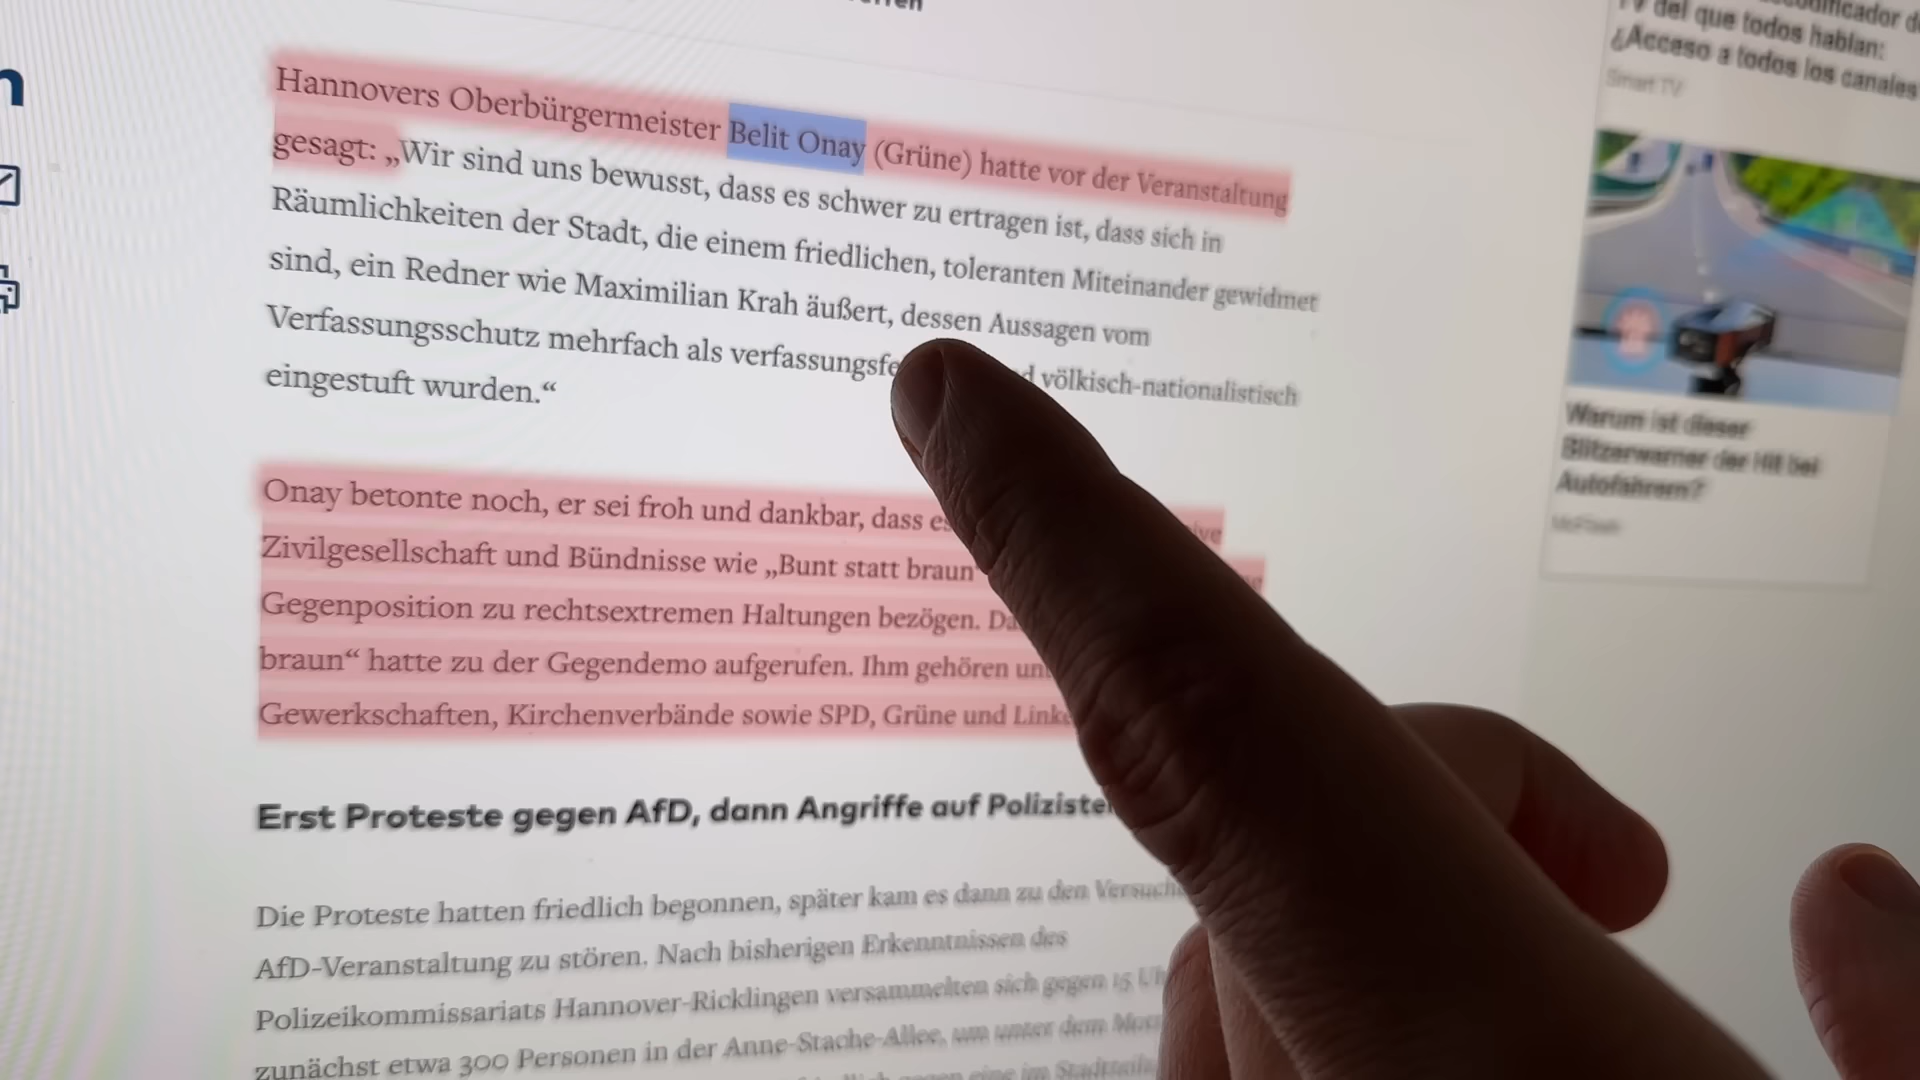 Hannovers Oberbürgermeister Belit Onay (Grüne) hatte vor der Veranstaltung
gesagt: „Wir sind uns bewusst, dass es schwer zu ertragen ist, dass sich in
Räumlichkeiten der Stadt, die einem friedlichen, toleranten Miteinander gewidmet
sind, ein Redner wie Maximilian Krah äußert, dessen Aussagen vom
Verfassungsschutz mehrfach als völkisch-nationalistisch
eingestuft wurden.“
Onay betonte noch, er sei froh und dankbar, dass
Zivilgesellschaft und Bündnisse wie „Bunt statt braun“
Gegenposition zu rechtsextremen Haltungen bezögen.
braun“ hatte zu der Gegendemo aufgerufen. Ihm gehören
Gewerkschaften, Kirchenverbände sowie SPD, Grüne und
Erst Proteste gegen AfD, dann Angriffe auf
Die Proteste hatten friedlich begonnen, später kam es dann zu den
AfD-Veranstaltung zu stören. Nach bisherigen Erkenntnissen des
Polizeikommissariats Hannover-Ricklingen versammelten sich gegen 15
zunächst etwa 300 Personen in der Anne-Stache-Allee, um unter dem
TV del que todos hablan:
¿Acceso a todos los canales
Smart TV
Warum ist dieser
Blitzerwarner der Hit bei
Autofahrern?